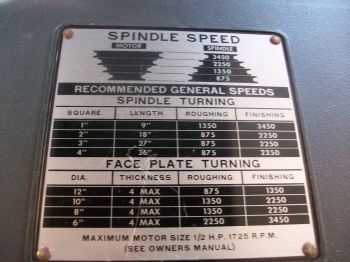 SPINDLE SPEED
MOTOR SPINDLE
3450
2250
1350
875
RECOMMENDED GENERAL SPEEDS
SPINDLE TURNING
SQUARE LENGTH ROUGHING FINISHING
1" 9" 1350 3450
2" 18" 875 2250
3" 27" 875 2250
4" 36" 875 2250
FACE PLATE TURNING
DIA. THICKNESS ROUGHING FINISHING
12" 4 MAX 875 1350
10" 4 MAX 1350 2250
8" 4 MAX 1350 2250
6" 4 MAX 2250 3450
MAXIMUM MOTOR SIZE 1/2 H.P. 1725 R.P.M.
(SEE OWNERS MANUAL)